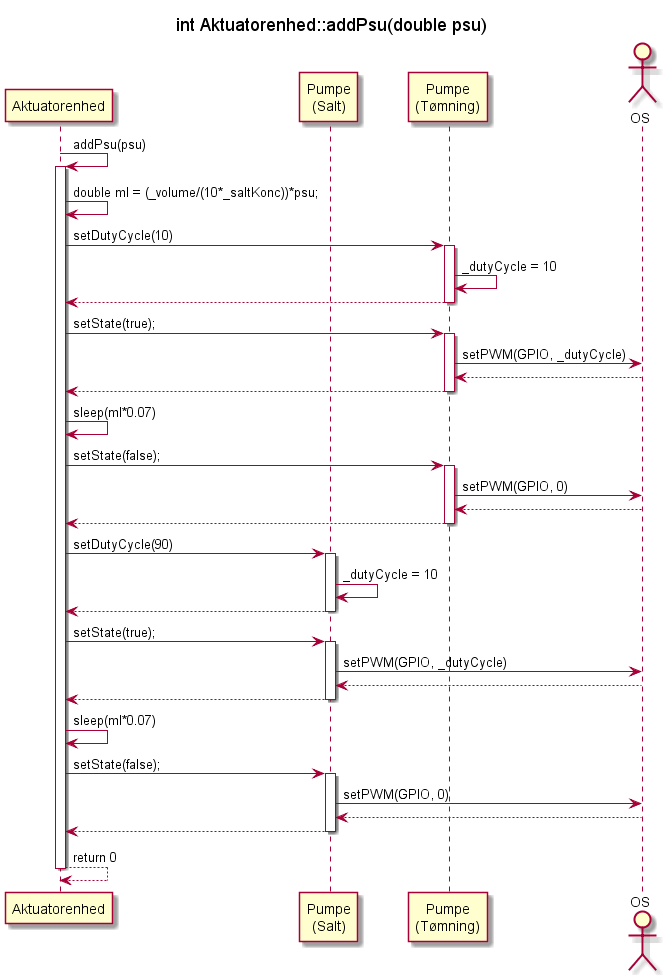 int Aktuatorenhed::addPsu(double psu)
Aktuatorenhed
Pumpe
(Salt)
Pumpe
(Tømning)
OS
addPsu(psu)
double ml = (_volume/(10*_saltKonc))*psu;
setDutyCycle(10)
_dutyCycle = 10
setState(true);
setPWM(GPIO, _dutyCycle)
sleep(ml*0.07)
setState(false);
setPWM(GPIO, 0)
setDutyCycle(90)
_dutyCycle = 10
setState(true);
setPWM(GPIO, _dutyCycle)
sleep(ml*0.07)
setState(false);
setPWM(GPIO, 0)
return 0
Aktuatorenhed
Pumpe
(Salt)
Pumpe
(Tømning)
OS